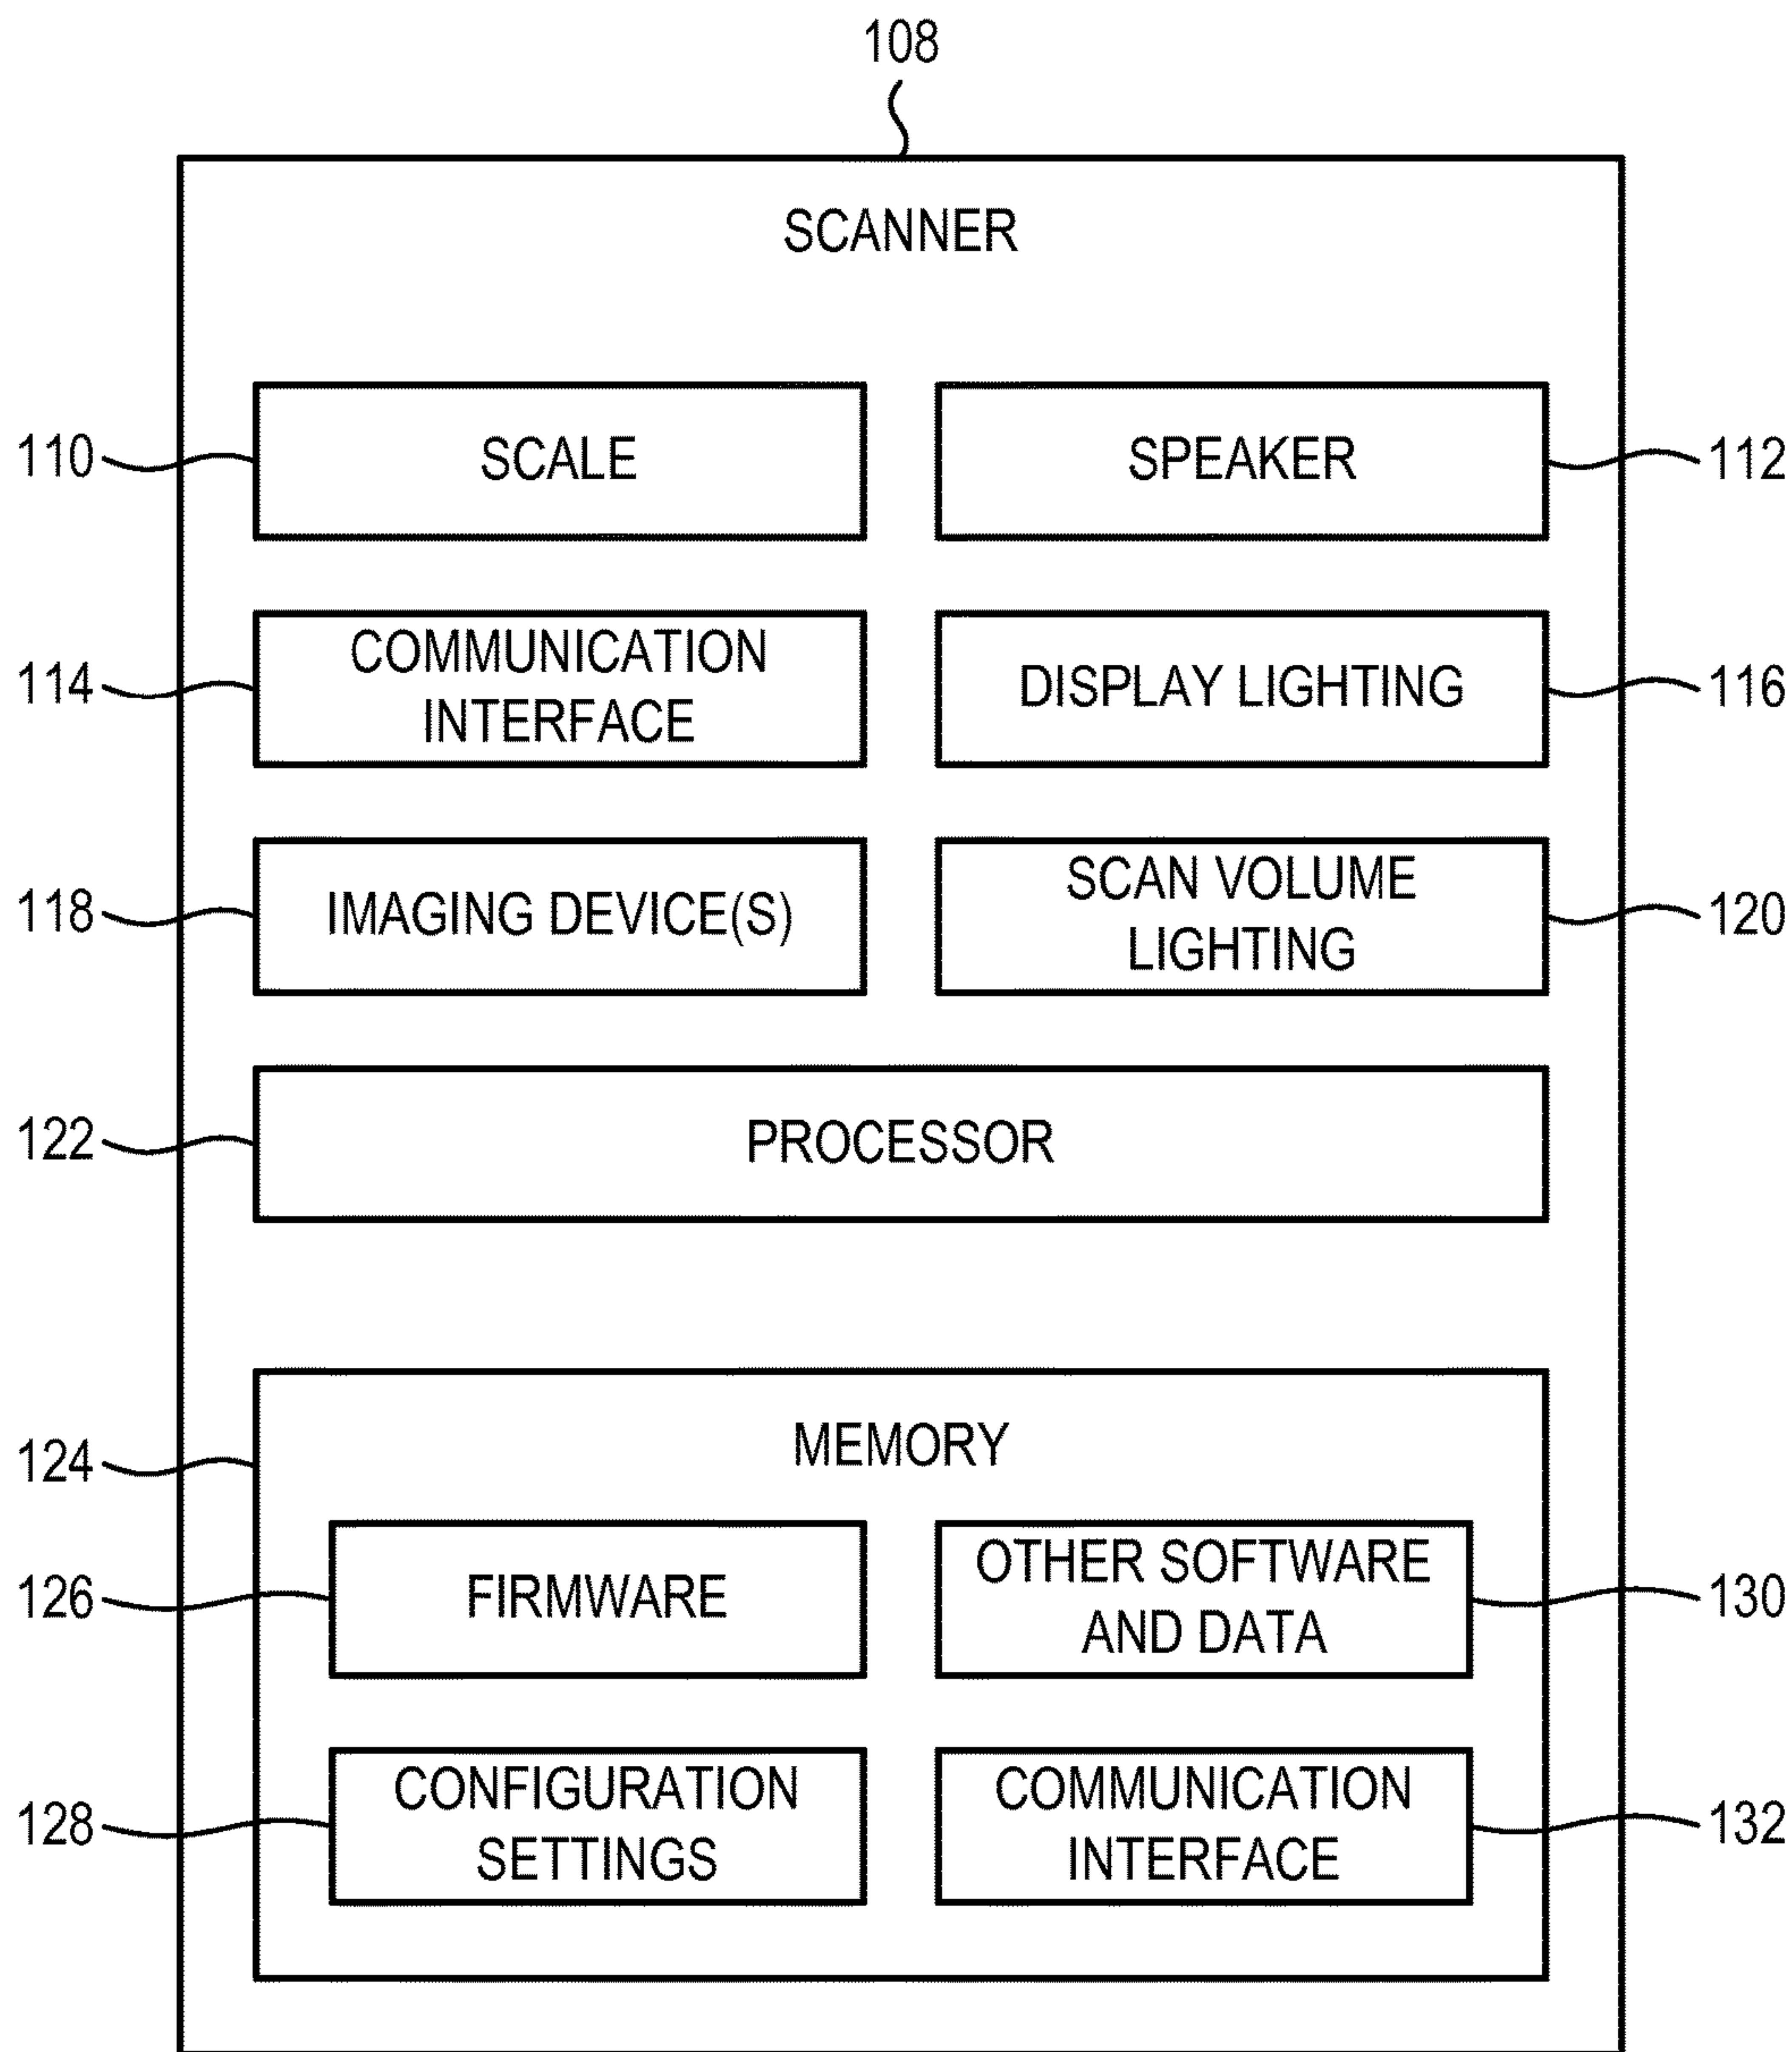 108
SCANNER
110
SCALE
SPEAKER
112
114
COMMUNICATION
INTERFACE
DISPLAY LIGHTING
116
118
IMAGING DEVICE(S)
SCAN VOLUME
LIGHTING
120
122
PROCESSOR
124
MEMORY
126
FIRMWARE
OTHER SOFTWARE
AND DATA
130
128
CONFIGURATION
SETTINGS
COMMUNICATION
INTERFACE
132